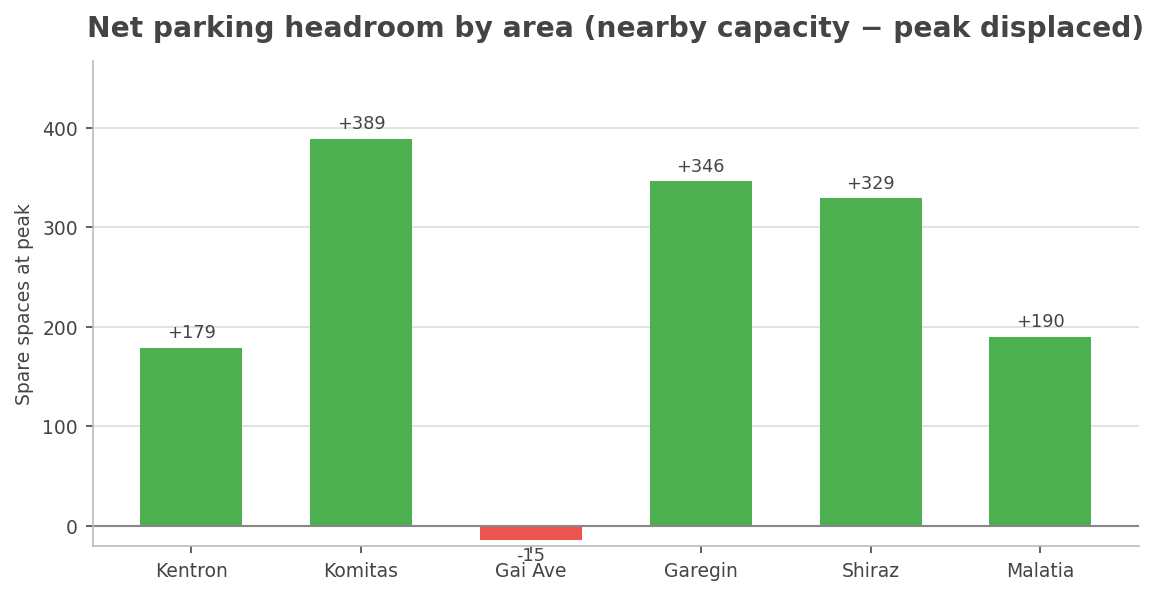 Net parking headroom by area (nearby capacity − peak displaced)
Spare spaces at peak
400
300
200
100
0
+179
+389
-15
+346
+329
+190
Kentron
Komitas
Gai Ave
Garegin
Shiraz
Malatia